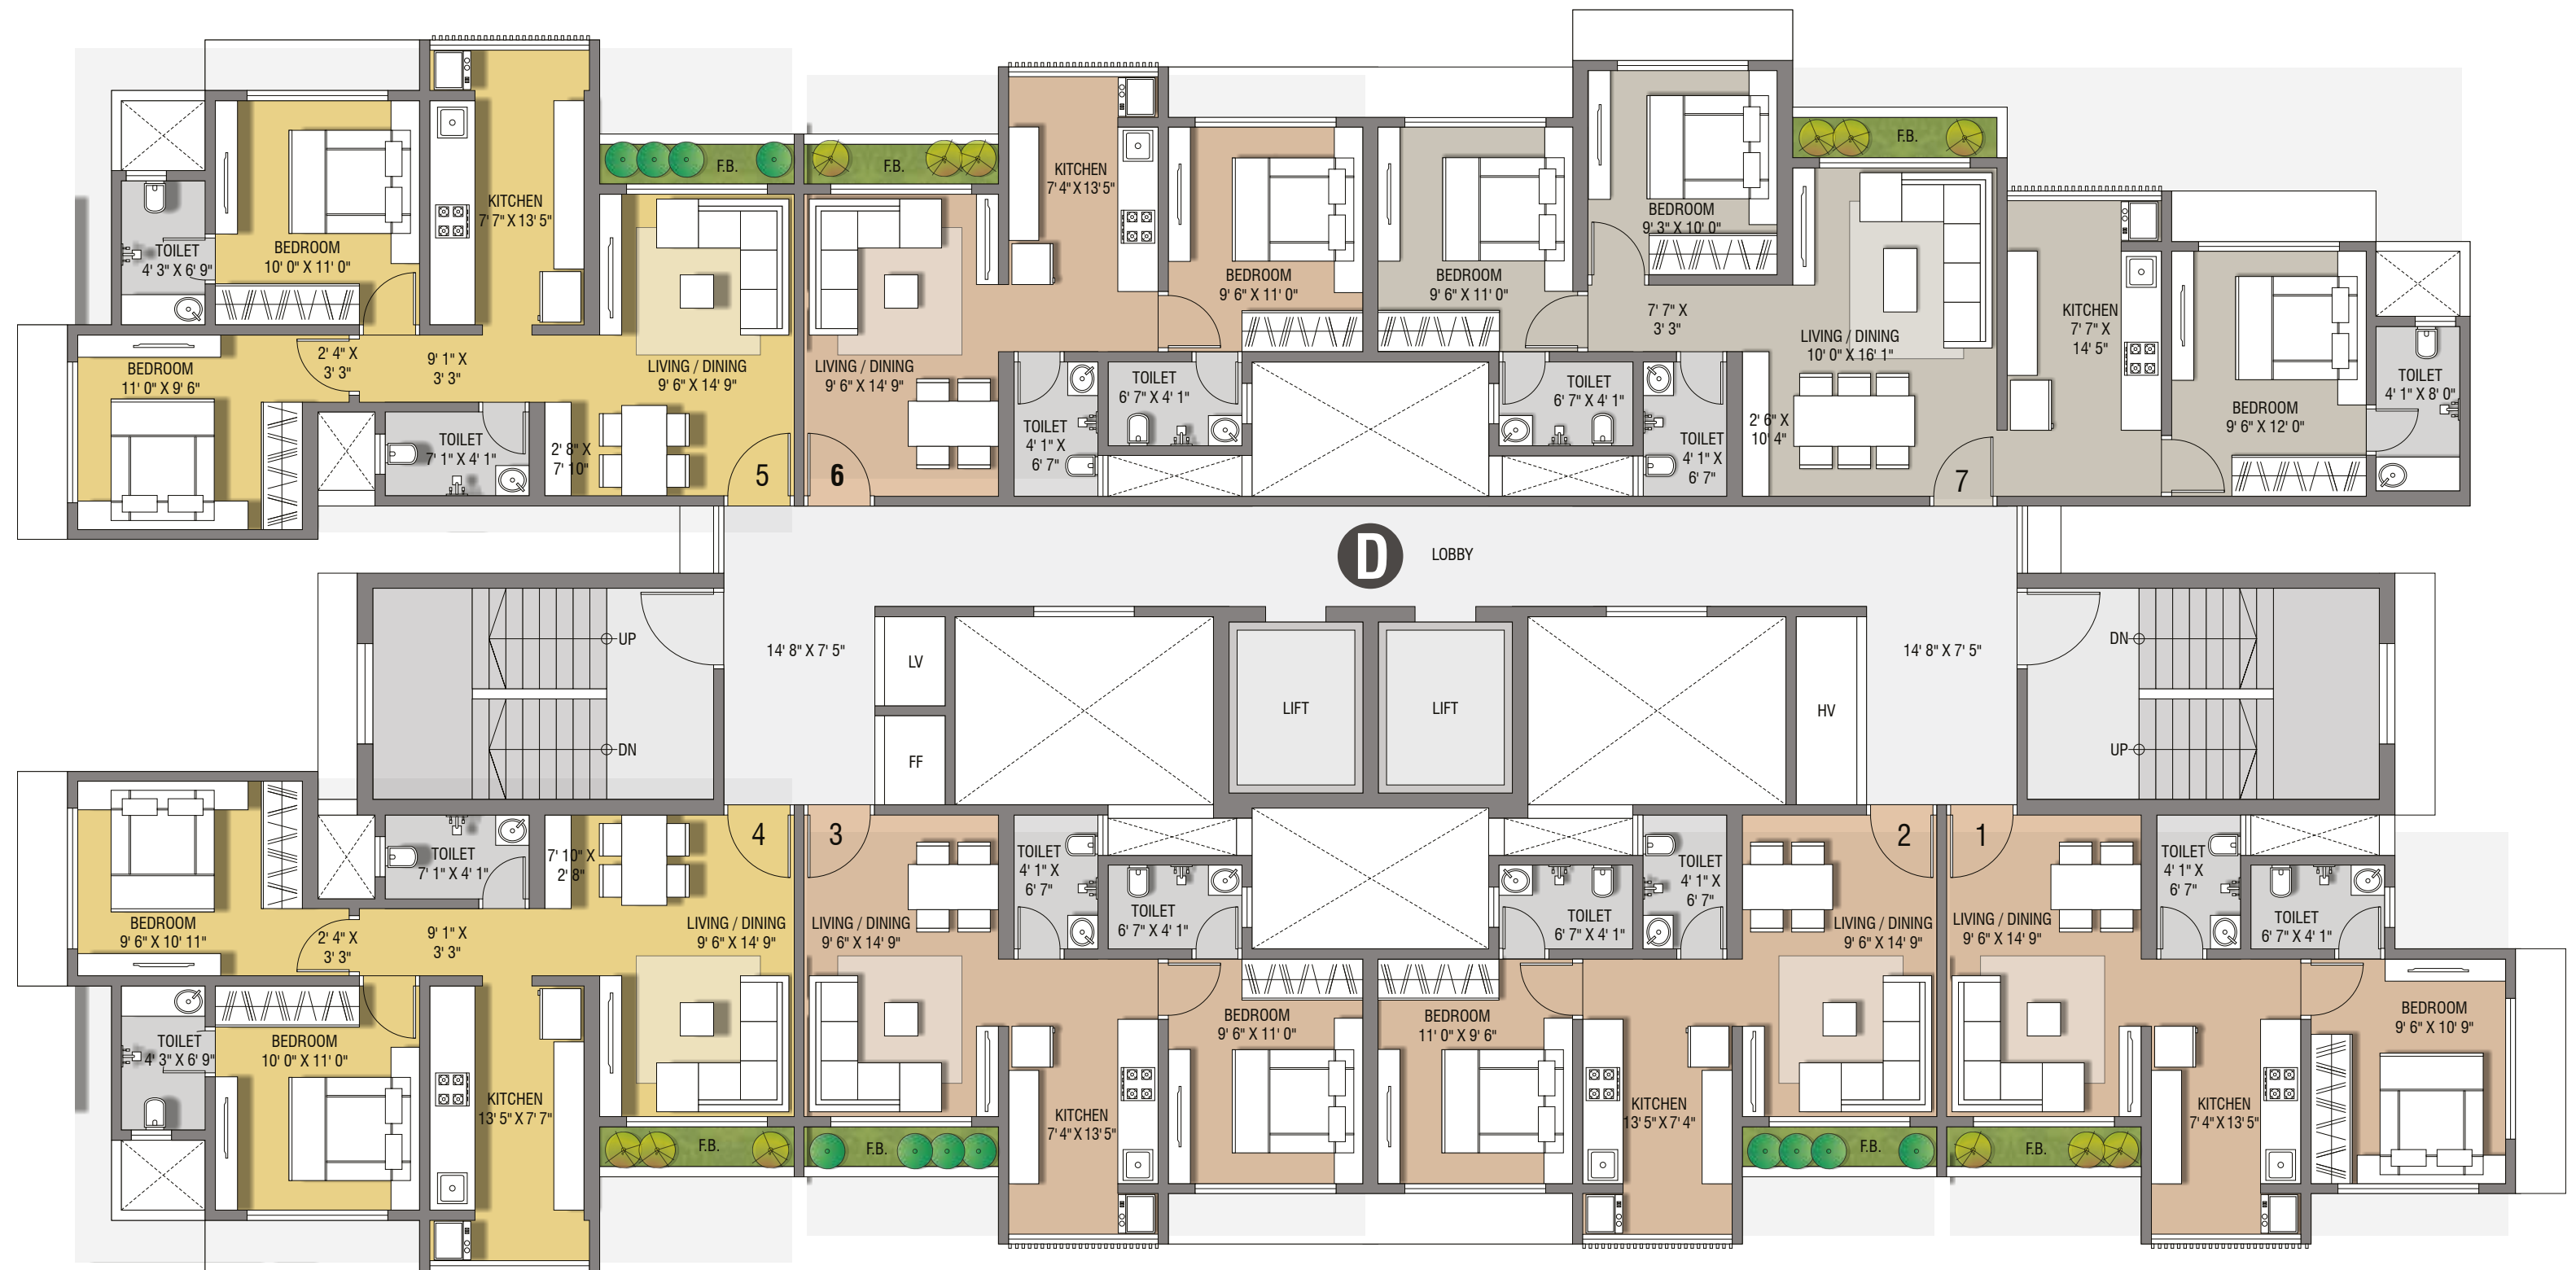 KITCHEN
7' 7" X 13' 5"
BEDROOM
10' 0" X 11' 0"
TOILET
4' 3" X 6' 9"
BEDROOM
11' 0" X 9' 6"
2' 4" X
3' 3"
9' 1" X
3' 3"
TOILET
7' 1" X 4' 1"
2' 8" X
7' 10"
F.B.
LIVING / DINING
9' 6" X 14' 9"
5
F.B.
LIVING / DINING
9' 6" X 14' 9"
6
KITCHEN
7' 4" X 13' 5"
BEDROOM
9' 6" X 11' 0"
TOILET
4' 1" X
6' 7"
TOILET
6' 7" X 4' 1"
BEDROOM
9' 6" X 11' 0"
BEDROOM
9' 3" X 10' 0"
7' 7" X
3' 3"
TOILET
6' 7" X 4' 1"
TOILET
4' 1" X
6' 7"
F.B.
LIVING / DINING
10' 0" X 16' 1"
2' 6" X
10' 4"
7
KITCHEN
7' 7" X
14' 5"
BEDROOM
9' 6" X 12' 0"
TOILET
4' 1" X 8' 0"
D
LOBBY
UP
DN
14' 8" X 7' 5"
LV
FF
LIFT
LIFT
HV
14' 8" X 7' 5"
DN
UP
BEDROOM
9' 6" X 10' 11"
2' 4" X
3' 3"
9' 1" X
3' 3"
TOILET
7' 1" X 4' 1"
7' 10" X
2' 8"
4
LIVING / DINING
9' 6" X 14' 9"
TOILET
4' 3" X 6' 9"
BEDROOM
10' 0" X 11' 0"
KITCHEN
13' 5" X 7' 7"
F.B.
3
LIVING / DINING
9' 6" X 14' 9"
F.B.
TOILET
4' 1" X
6' 7"
TOILET
6' 7" X 4' 1"
KITCHEN
7' 4" X 13' 5"
BEDROOM
9' 6" X 11' 0"
BEDROOM
11' 0" X 9' 6"
TOILET
6' 7" X 4' 1"
TOILET
4' 1" X
6' 7"
KITCHEN
13' 5" X 7' 4"
2
LIVING / DINING
9' 6" X 14' 9"
F.B.
1
LIVING / DINING
9' 6" X 14' 9"
F.B.
TOILET
4' 1" X
6' 7"
TOILET
6' 7" X 4' 1"
KITCHEN
7' 4" X 13' 5"
BEDROOM
9' 6" X 10' 9"